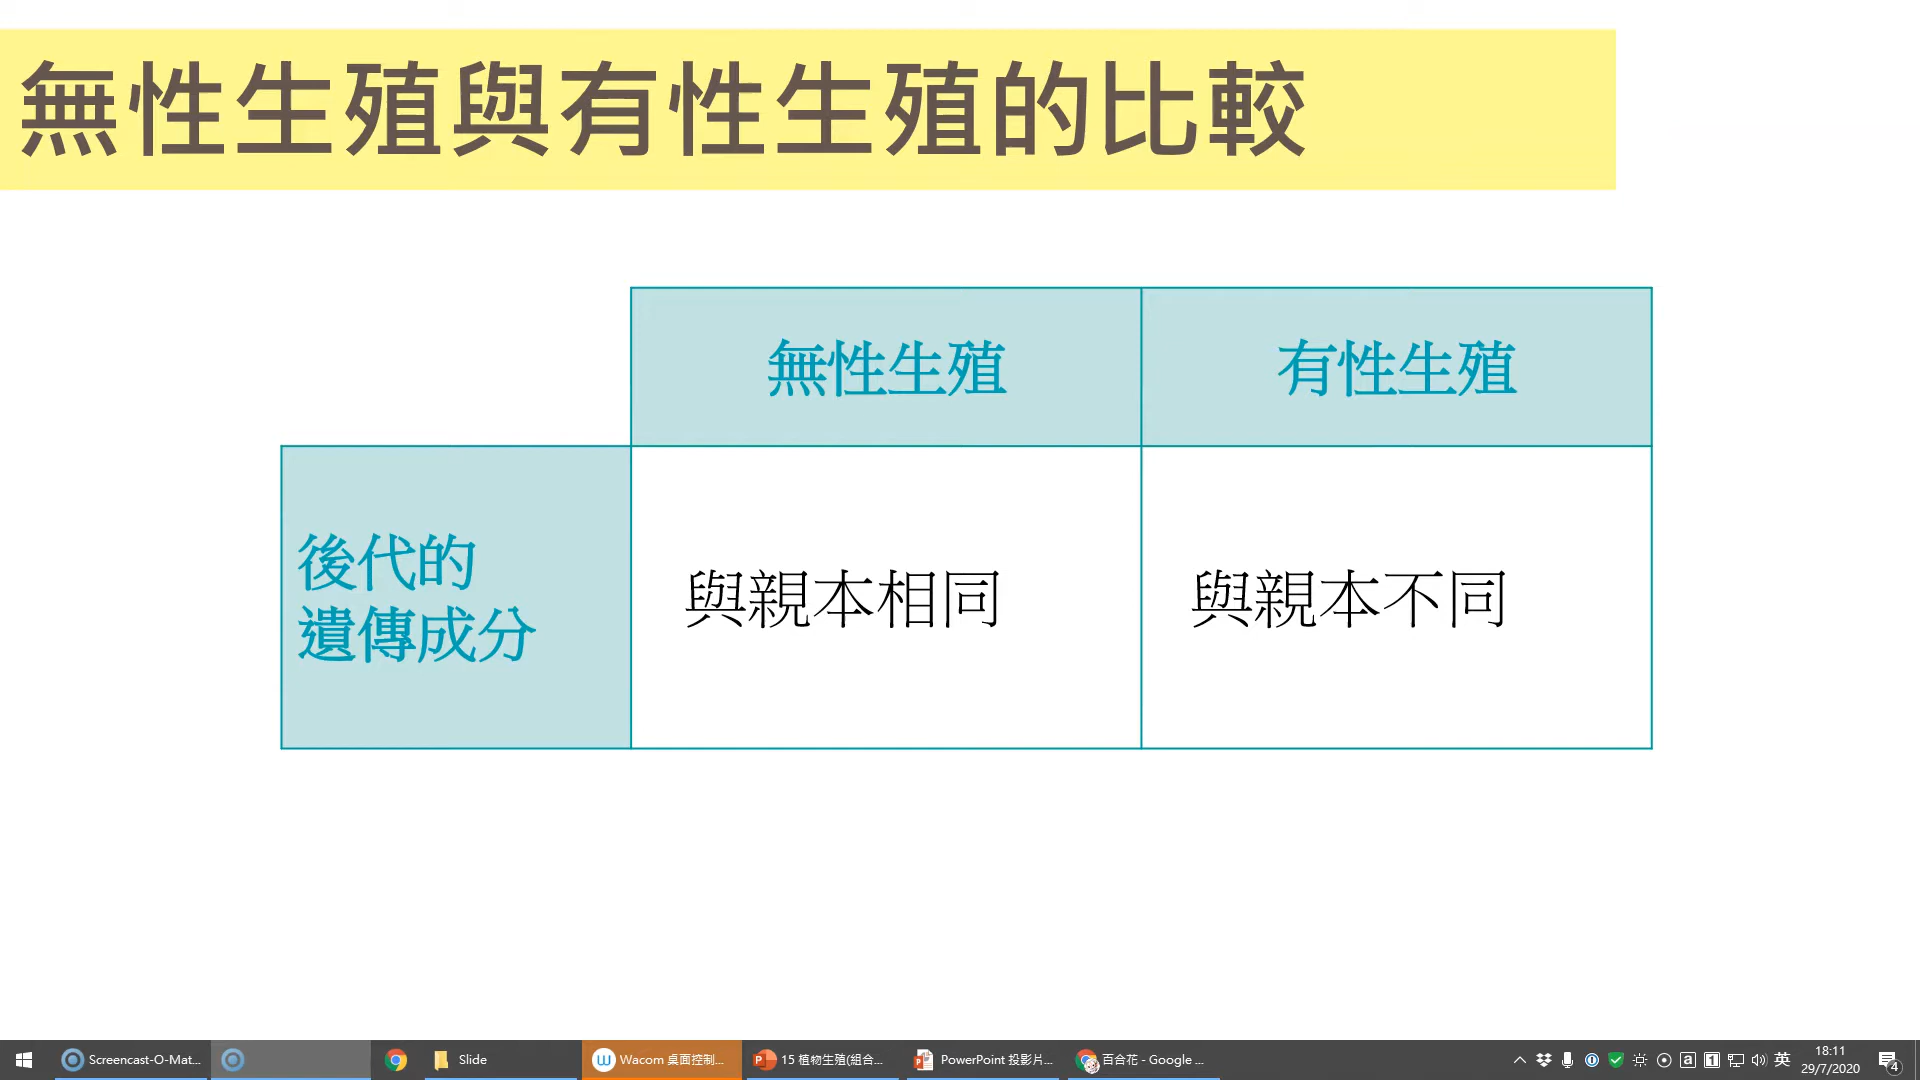 無性生殖與有性生殖的比較
無性生殖
有性生殖
後代的
遺傳成分
與親本相同
與親本不同
Screencast-O-Mat...
Slide
Wacom 桌面控制...
15 植物生殖(組合...
PowerPoint 投影片...
百合花 - Google ...
英
18:11
29/7/2020
4